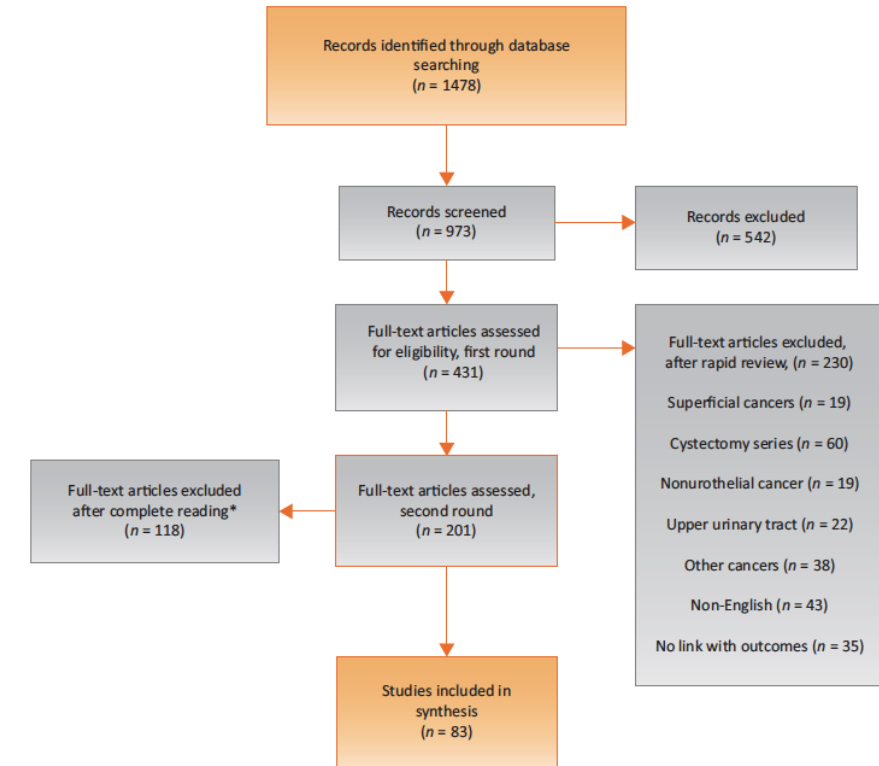 Records identified through database
searching
(n = 1478)
Records screened
(n = 973)
Records excluded
(n = 542)
Full-text articles assessed
for eligibility, first round
(n = 431)
Full-text articles excluded,
after rapid review, (n = 230)
Superficial cancers (n = 19)
Cystectomy series (n = 60)
Nonurothelial cancer (n = 19)
Upper urinary tract (n = 22)
Other cancers (n = 38)
Non-English (n = 43)
No link with outcomes (n = 35)
Full-text articles excluded
after complete reading*
(n = 118)
Full-text articles assessed,
second round
(n = 201)
Studies included in
synthesis
(n = 83)